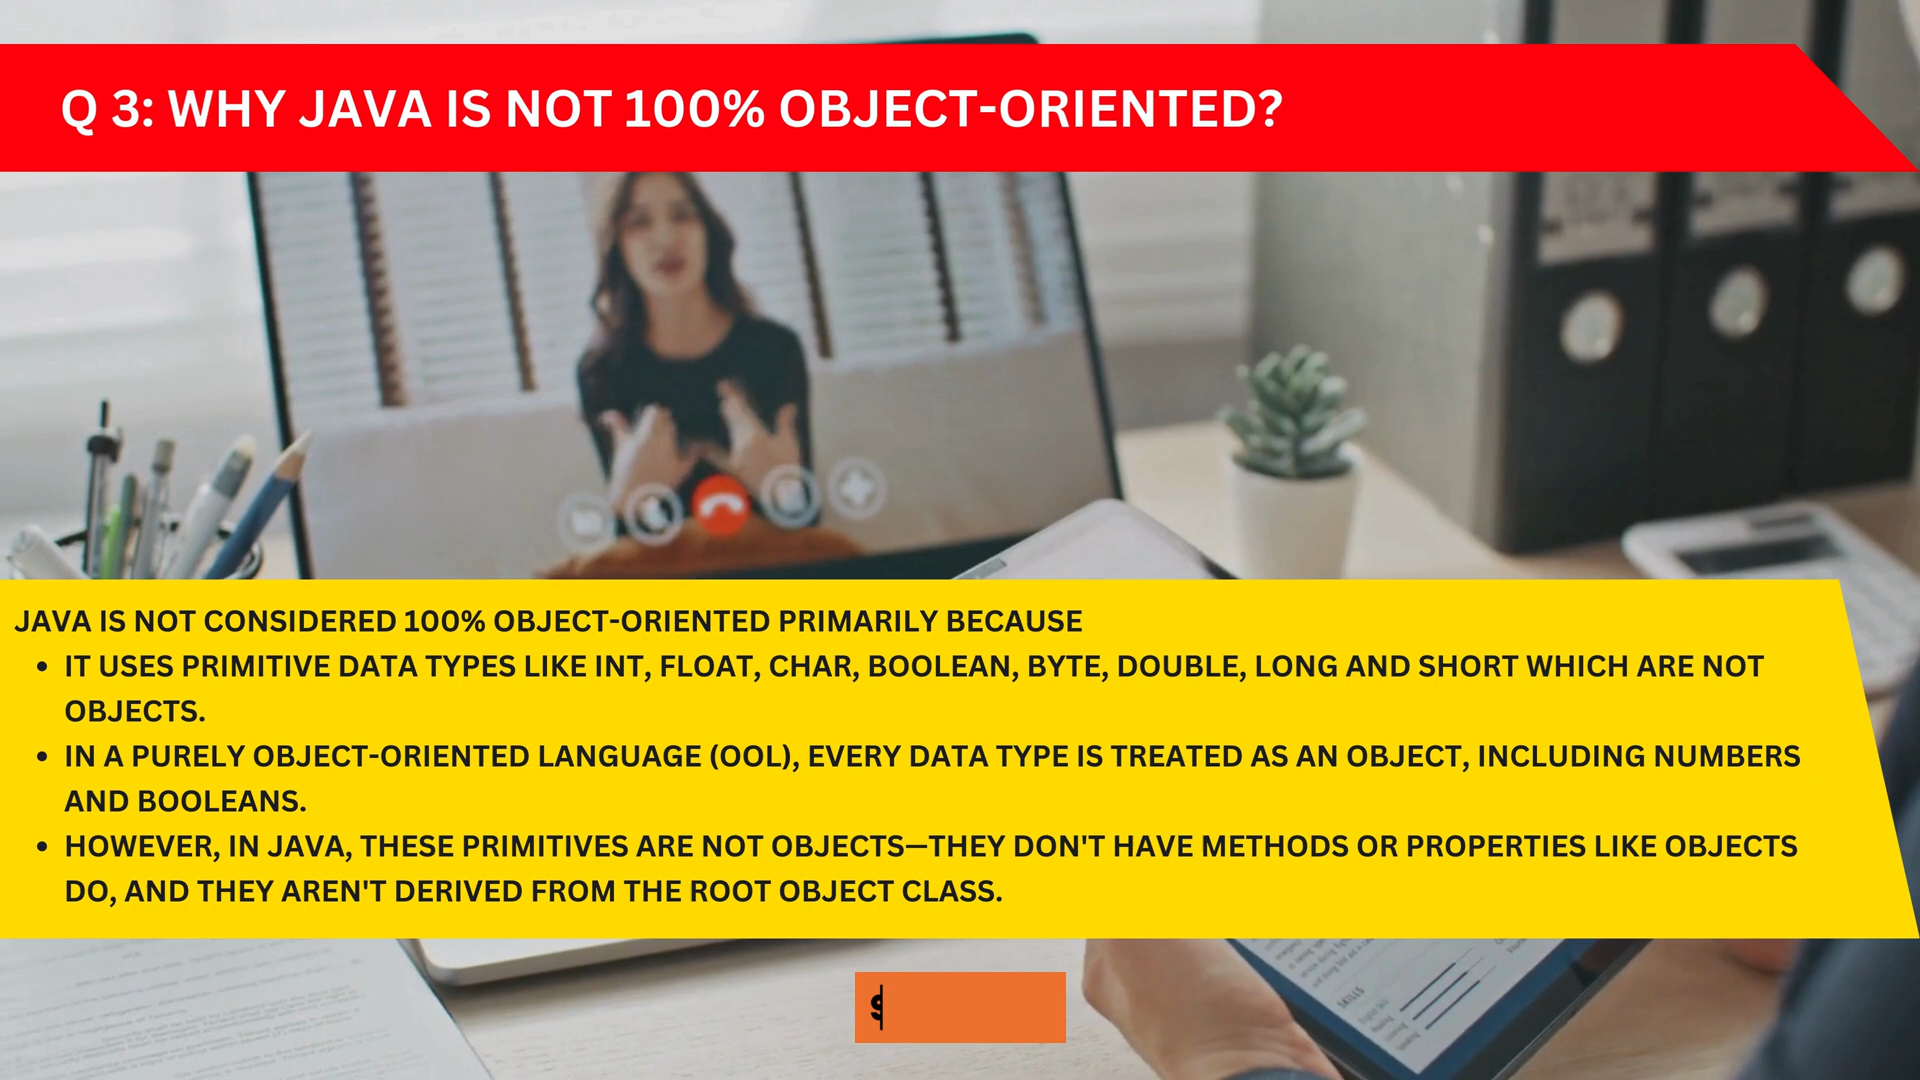 Q 3: WHY JAVA IS NOT 100% OBJECT-ORIENTED?
JAVA IS NOT CONSIDERED 100% OBJECT-ORIENTED PRIMARILY BECAUSE
• IT USES PRIMITIVE DATA TYPES LIKE INT, FLOAT, CHAR, BOOLEAN, BYTE, DOUBLE, LONG AND SHORT WHICH ARE NOT
OBJECTS.
• IN A PURELY OBJECT-ORIENTED LANGUAGE (OOL), EVERY DATA TYPE IS TREATED AS AN OBJECT, INCLUDING NUMBERS
AND BOOLEANS.
• HOWEVER, IN JAVA, THESE PRIMITIVES ARE NOT OBJECTS—THEY DON'T HAVE METHODS OR PROPERTIES LIKE OBJECTS
DO, AND THEY AREN'T DERIVED FROM THE ROOT OBJECT CLASS.
SKILLS